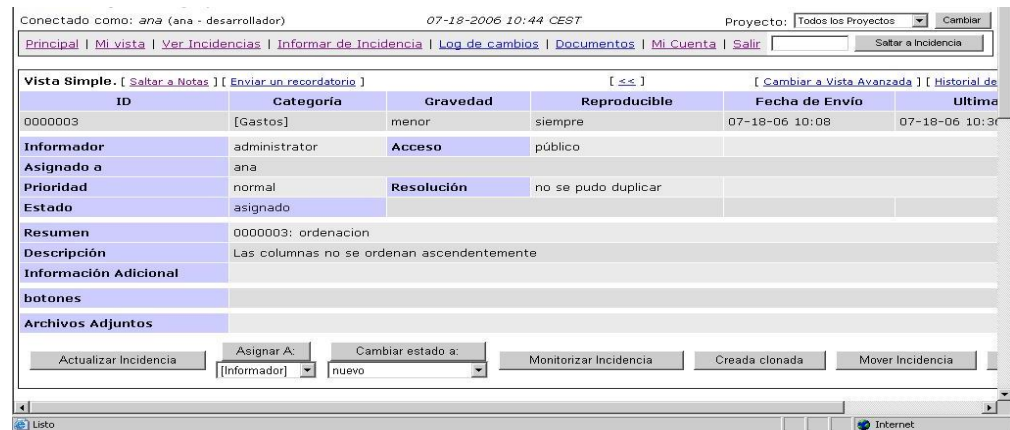 Conectado como: ana (ana - desarrollador) 07-18-2006 10:44 CEST Proyecto: Todos los Proyectos Cambiar
Principal | Mi vista | Ver Incidencias | Informar de Incidencia | Log de cambios | Documentos | Mi Cuenta | Salir Saltar a Incidencia
Vista Simple. [ Saltar a Notas ] [ Enviar un recordatorio ] [ << ] [ Cambiar a Vista Avanzada ] [ Historial de
ID Categoría Gravedad Reproducible Fecha de Envío Ultima
0000003 [Gastos] menor siempre 07-18-06 10:08 07-18-06 10:3
Informador administrator Acceso público
Asignado a ana
Prioridad normal Resolución no se pudo duplicar
Estado asignado
Resumen 0000003: ordenacion
Descripción Las columnas no se ordenan ascendentemente
Información Adicional
botones
Archivos Adjuntos
Actualizar Incidencia Asignar A: Cambiar estado a: Monitorizar Incidencia Creada clonada Mover Incidencia
[Informador] nuevo
Listo Internet